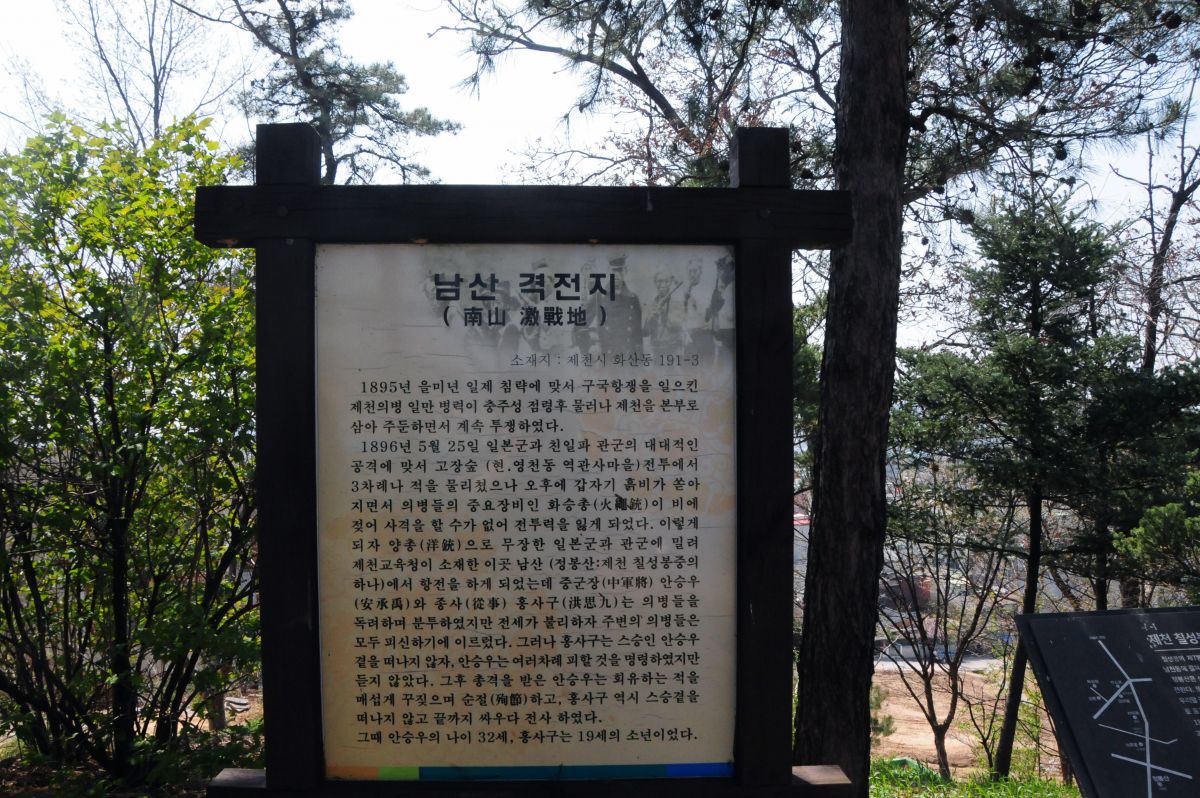 남산 격전지
( 南山 激戰地 )
소재지 : 제천시 화산동 191-3
1895년 을미년 일제 침략에 맞서 구국항쟁을 일으킨
제천의병 일만 병력이 충주성 점령후 물러나 제천을 본부로
삼아 주둔하면서 계속 투쟁하였다.
1896년 5월 25일 일본군과 친일파 관군의 대대적인
공격에 맞서 고장숲 (현.영천동 역관사마을)전투에서
3차례나 적을 물리쳤으나 오후에 갑자기 흙비가 쏟아
지면서 의병들의 중요장비인 화승총(火繩銃)이 비에
젖어 사격을 할 수가 없어 전투력을 잃게 되었다. 이렇게
되자 양총(洋銃)으로 무장한 일본군과 관군에 밀려
제천교육청이 소재한 이곳 남산 (정봉산:제천 칠성봉중의
하나)에서 항전을 하게 되었는데 중군장(中軍將) 안승우
(安承禹)와 종사(從事) 홍사구(洪思九)는 의병들을
독려하며 분투하였지만 전세가 불리하자 주변의 의병들은
모두 피신하기에 이르렀다. 그러나 홍사구는 스승인 안승우
곁을 떠나지 않자, 안승우는 여러차례 피할 것을 명령하였지만
듣지 않았다. 그후 총격을 받은 안승우는 회유하는 적을
매섭게 꾸짖으며 순절(殉節)하고, 홍사구 역시 스승곁을
떠나지 않고 끝까지 싸우다 전사 하였다.
그때 안승우의 나이 32세, 홍사구는 19세의 소년이었다.
제천 칠성